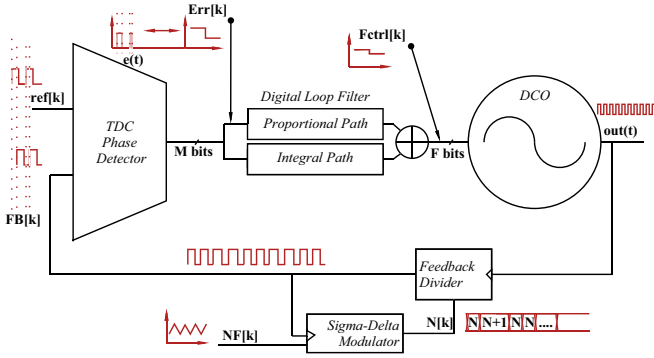 Err[k]
Fctrl[k]
e(t)
ref[k]
TDC
Phase
Detector
FB[k]
M bits
Digital Loop Filter
Proportional Path
Integral Path
F bits
DCO
out(t)
Feedback
Divider
Sigma-Delta
Modulator
NF[k]
N[k]
N N+1 N N ....